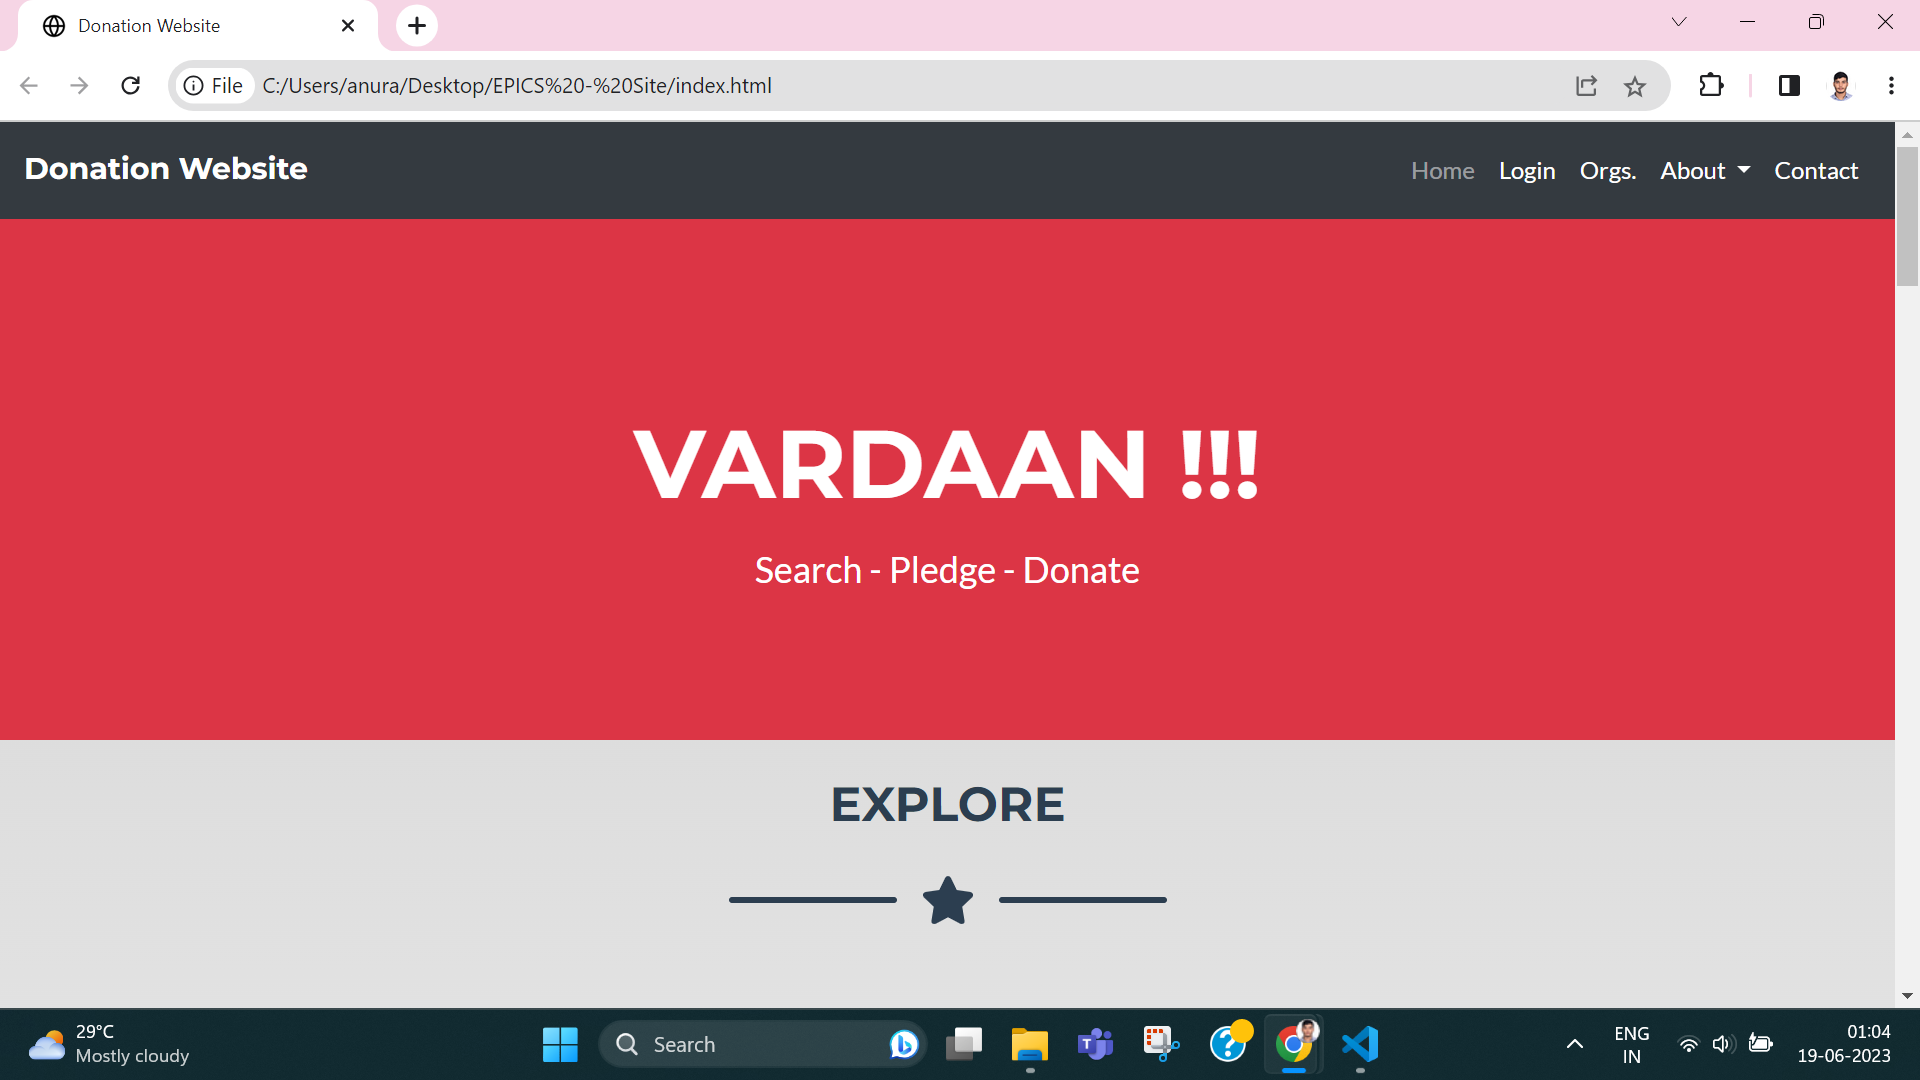 Donation Website
File C:/Users/anura/Desktop/EPICS%20-%20Site/index.html
Donation Website
Home Login Orgs. About Contact
VARDAAN !!!
Search - Pledge - Donate
EXPLORE
29°C
Mostly cloudy
Search
ENG
IN
01:04
19-06-2023